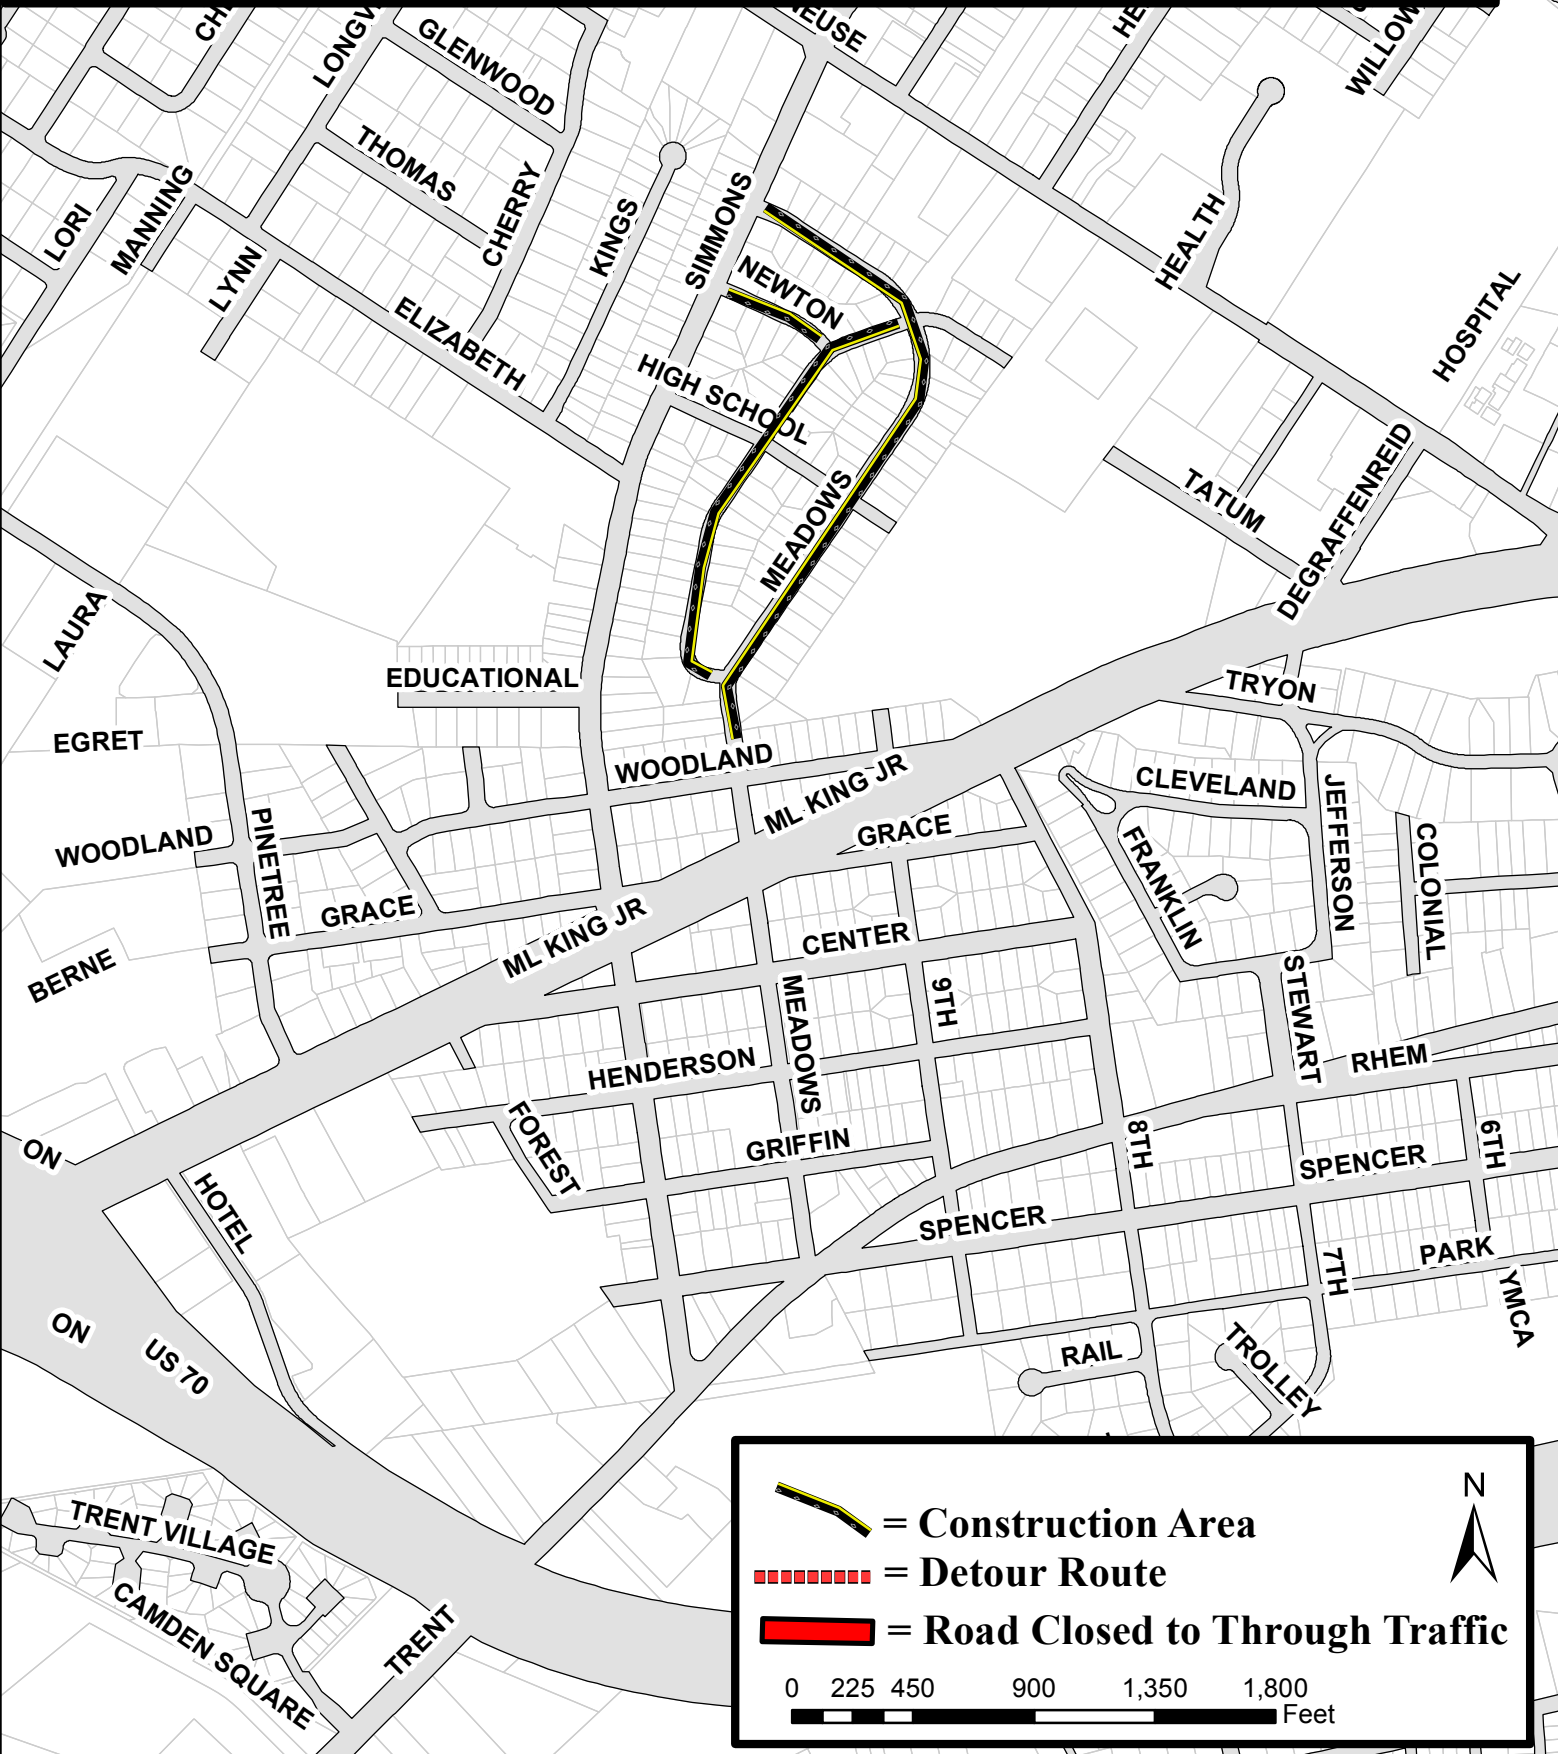 NEUSE
GLENWOOD
THOMAS
CHERRY
MANNING
LORI
LYNN
KINGS
SIMMONS
NEWTON
ELIZABETH
HIGH SCHOOL
HEALTH
HOSPITAL
TATUM
DEGRAFFENREID
MEADOWS
LAURA
EDUCATIONAL
EGRET
TRYON
WOODLAND
CLEVELAND
JEFFERSON
ML KING JR
GRACE
COLONIAL
WOODLAND
PINETREE
FRANKLIN
GRACE
ML KING JR
CENTER
BERNE
MEADOWS
9TH
STEWART
HENDERSON
RHEM
FOREST
GRIFFIN
8TH
6TH
SPENCER
ON
HOTEL
SPENCER
PARK
7TH
YMCA
ON
US 70
RAIL
TROLLEY
TRENT VILLAGE
CAMDEN SQUARE
TRENT
N
= Construction Area
= Detour Route
= Road Closed to Through Traffic
0 225 450 900 1,350 1,800
Feet